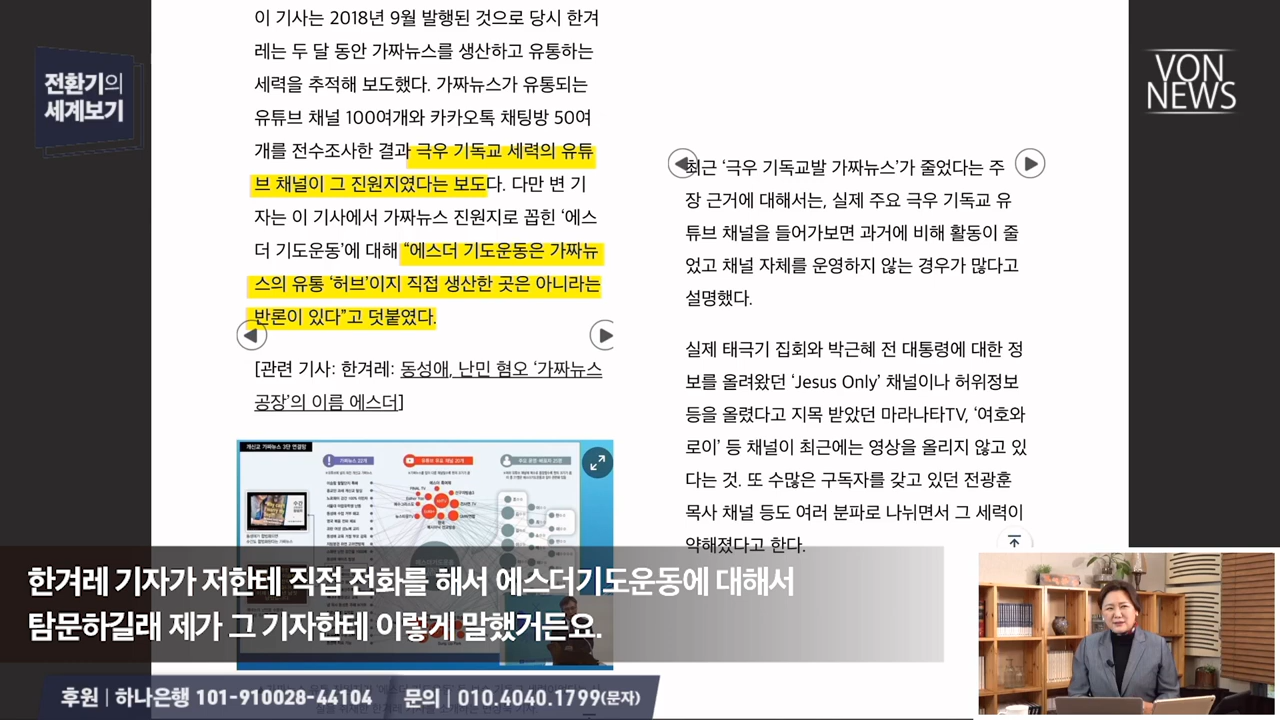 전환기의
세계보기
VON
NEWS
이 기사는 2018년 9월 발행된 것으로 당시 한겨
레는 두 달 동안 가짜뉴스를 생산하고 유통하는
세력을 추적해 보도했다. 가짜뉴스가 유통되는
유튜브 채널 100여개와 카카오톡 채팅방 50여
개를 전수조사한 결과 극우 기독교 세력의 유튜
브 채널이 그 진원지였다는 보도다. 다만 변 기
자는 이 기사에서 가짜뉴스 진원지로 꼽힌 ‘에스
더 기도운동’에 대해 “에스더 기도운동은 가짜뉴
스의 유통 ‘허브’이지 직접 생산한 곳은 아니라는
반론이 있다”고 덧붙였다.
[관련 기사: 한겨레: 동성애, 난민 혐오 ‘가짜뉴스
공장’의 이름 에스더]
개신교 가짜뉴스 3단 연결망
가짜뉴스 22개
최근 ‘극우 기독교발 가짜뉴스’가 줄었다는 주
장 근거에 대해서는, 실제 주요 극우 기독교 유
튜브 채널을 들어가보면 과거에 비해 활동이 줄
었고 채널 자체를 운영하지 않는 경우가 많다고
설명했다.
실제 태극기 집회와 박근혜 전 대통령에 대한 정
보를 올려왔던 ‘Jesus Only’ 채널이나 허위정보
등을 올렸다고 지목 받았던 마라나타TV, ‘여호와
로이’ 등 채널이 최근에는 영상을 올리지 않고 있
다는 것. 또 수많은 구독자를 갖고 있던 전광훈
목사 채널 등도 여러 분파로 나뉘면서 그 세력이
약해졌다고 한다.
한겨레 기자가 저한테 직접 전화를 해서 에스더기도운동에 대해서
탐문하길래 제가 그 기자한테 이렇게 말했거든요.
후원 | 하나은행 101-910028-44104 문의 | 010.4040.1799(문자)